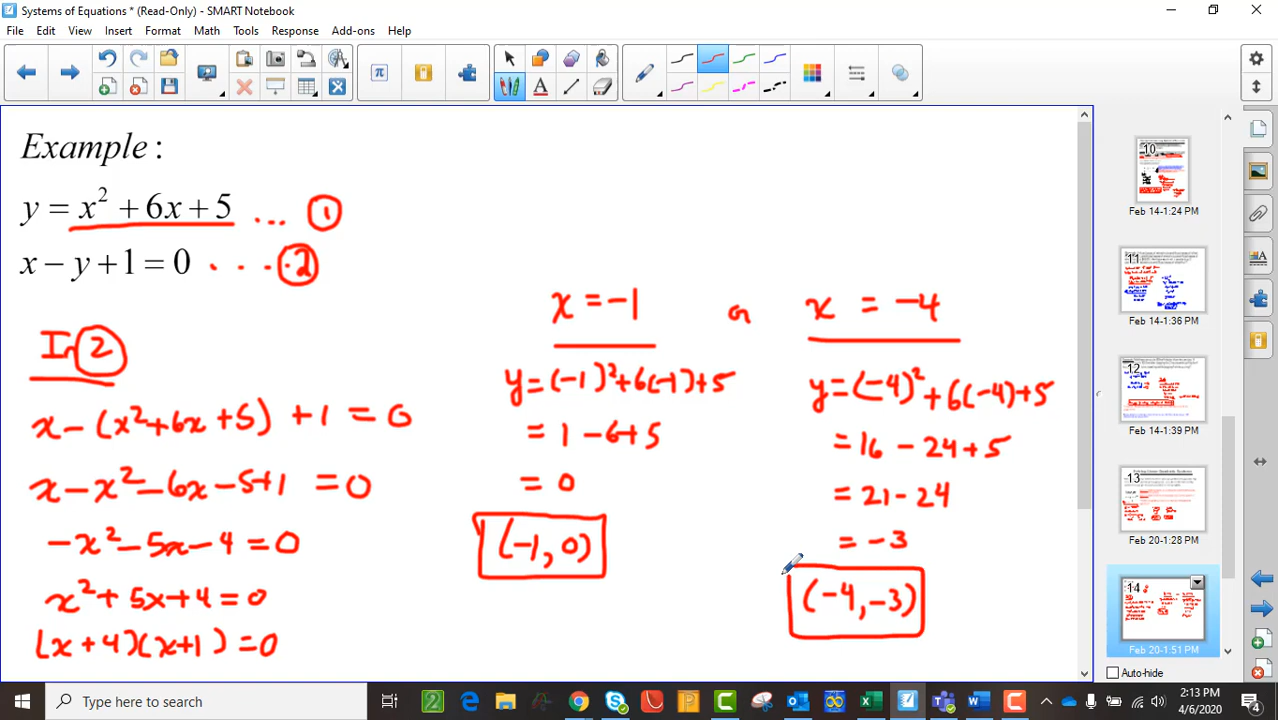 Systems of Equations * (Read-Only) - SMART Notebook
File Edit View Insert Format Math Tools Response Add-ons Help
Example :
y = x² + 6x + 5 ... ①
x − y + 1 = 0 ... ②
In ②
x − (x² + 6x + 5) + 1 = 0
x − x² − 6x − 5 + 1 = 0
−x² − 5x − 4 = 0
x² + 5x + 4 = 0
(x + 4)(x + 1) = 0
x = −1 or x = −4
y = (−1)² + 6(−1) + 5
= 1 − 6 + 5
= 0
(−1, 0)
y = (−4)² + 6(−4) + 5
= 16 − 24 + 5
= 21 − 24
= −3
(−4, −3)
10
Feb 14-1:24 PM
11
Feb 14-1:36 PM
12
Feb 14-1:39 PM
13
Feb 20-1:28 PM
14
Feb 20-1:51 PM
Auto-hide
Type here to search
2:13 PM
4/6/2020